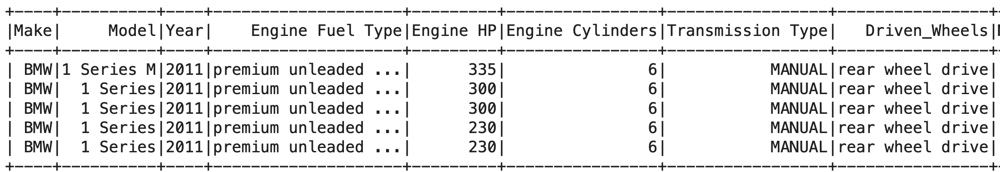 +----+-----------+----+--------------------+---------+----------------+-----------------+----------------+
|Make|     Model|Year|    Engine Fuel Type|Engine HP|Engine Cylinders|Transmission Type|   Driven_Wheels|
+----+-----------+----+--------------------+---------+----------------+-----------------+----------------+
| BMW|1 Series M|2011|premium unleaded ...|      335|               6|           MANUAL|rear wheel drive|
| BMW|  1 Series|2011|premium unleaded ...|      300|               6|           MANUAL|rear wheel drive|
| BMW|  1 Series|2011|premium unleaded ...|      300|               6|           MANUAL|rear wheel drive|
| BMW|  1 Series|2011|premium unleaded ...|      230|               6|           MANUAL|rear wheel drive|
| BMW|  1 Series|2011|premium unleaded ...|      230|               6|           MANUAL|rear wheel drive|
+----+-----------+----+--------------------+---------+----------------+-----------------+----------------+